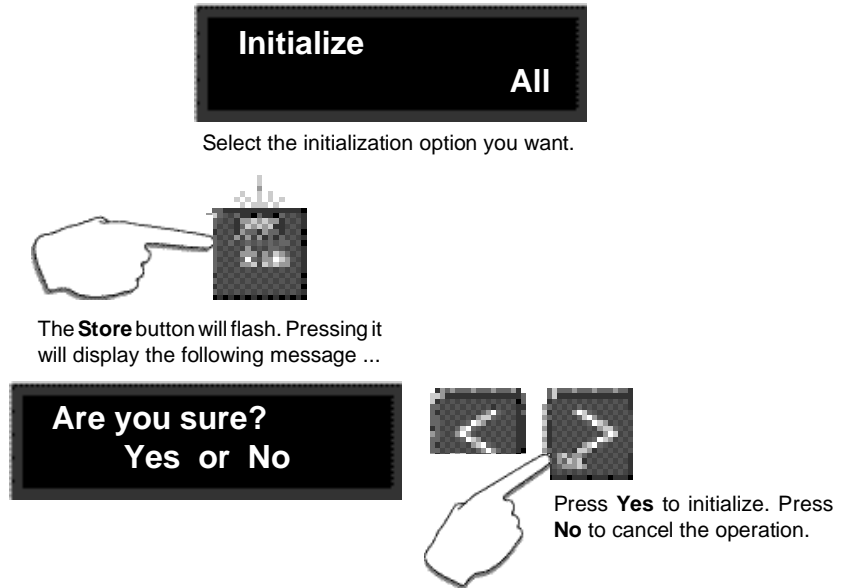 Initialize
All
Select the initialization option you want.
The Store button will flash. Pressing it
will display the following message ...
Are you sure?
Yes or No
Press Yes to initialize. Press
No to cancel the operation.